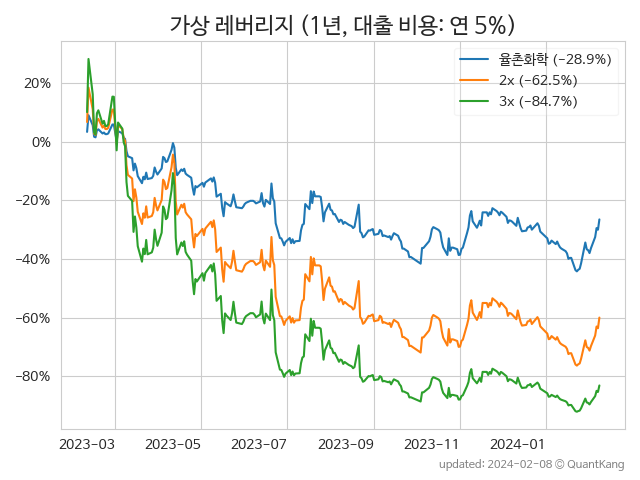 가상 레버리지 (1년, 대출 비용: 연 5%)
율촌화학 (−28.9%)
2x (−62.5%)
3x (−84.7%)
20%
0%
−20%
−40%
−60%
−80%
2023-03 2023-05 2023-07 2023-09 2023-11 2024-01
updated: 2024-02-08 © QuantKang